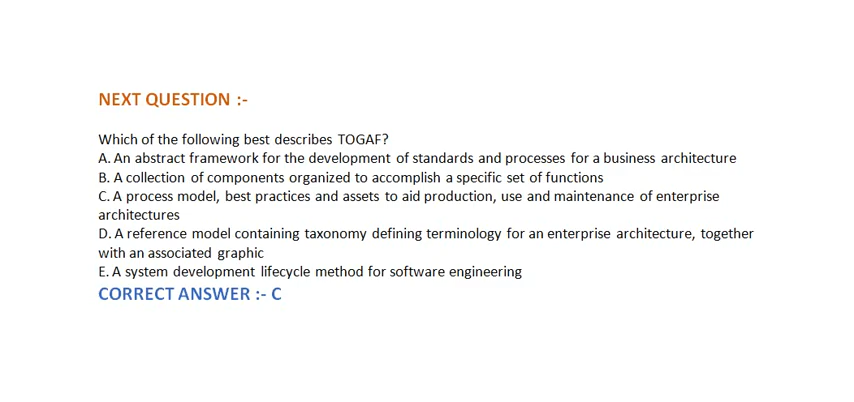 NEXT QUESTION :-
Which of the following best describes TOGAF?
A. An abstract framework for the development of standards and processes for a business architecture
B. A collection of components organized to accomplish a specific set of functions
C. A process model, best practices and assets to aid production, use and maintenance of enterprise
architectures
D. A reference model containing taxonomy defining terminology for an enterprise architecture, together
with an associated graphic
E. A system development lifecycle method for software engineering
CORRECT ANSWER :- C